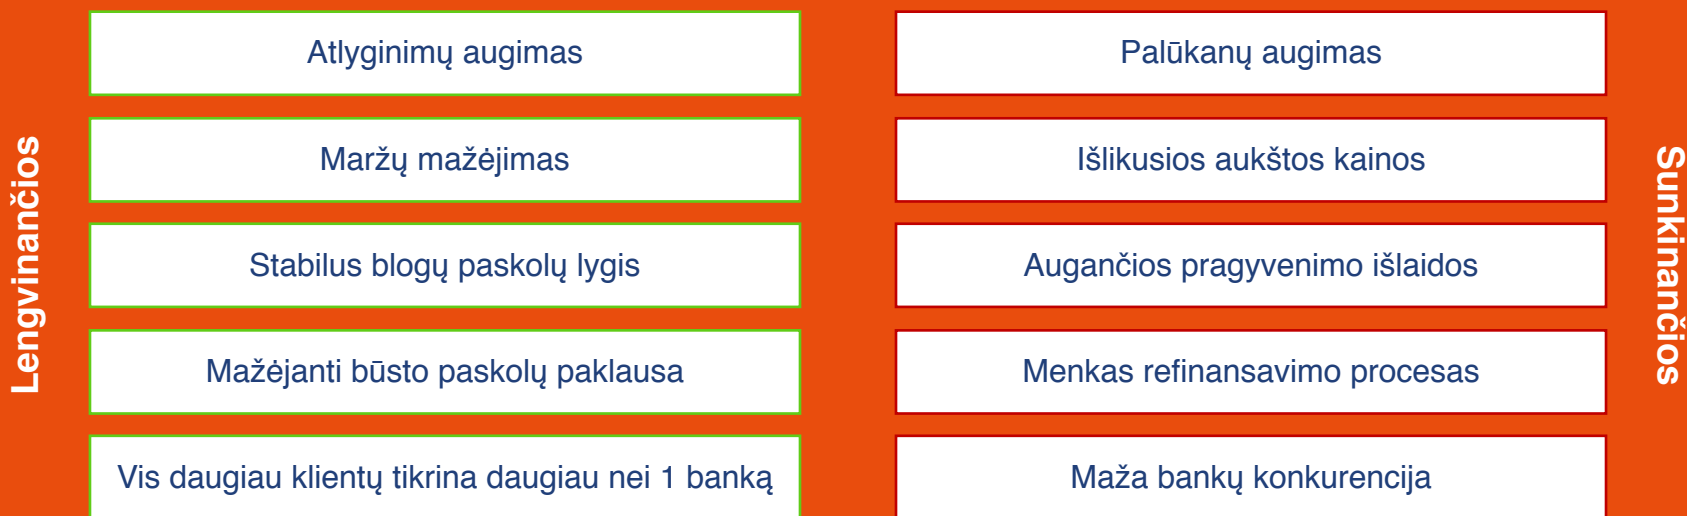 Lengvinančios
Atlyginimų augimas
Maržų mažėjimas
Stabilus blogų paskolų lygis
Mažėjanti būsto paskolų paklausa
Vis daugiau klientų tikrina daugiau nei 1 banką
Sunkinančios
Palūkanų augimas
Išlikusios aukštos kainos
Augančios pragyvenimo išlaidos
Menkas refinansavimo procesas
Maža bankų konkurencija